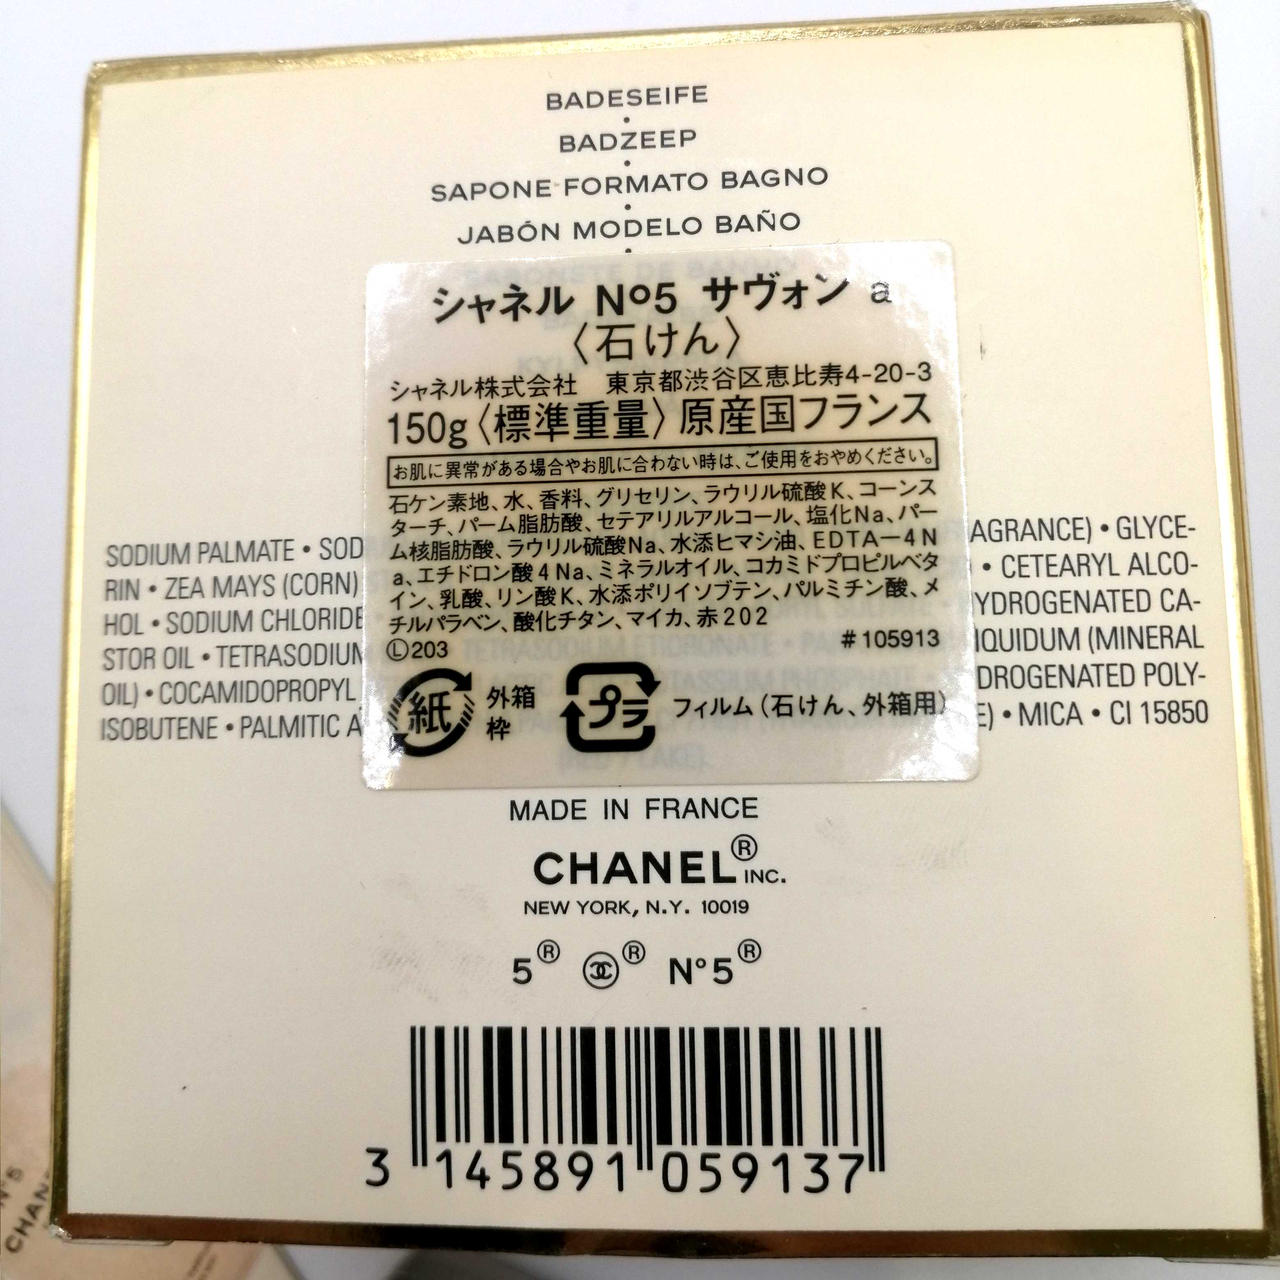 BADESEIFE
•
BADZEEP
•
SAPONE FORMATO BAGNO
•
JABÓN MODELO BAÑO
•
シャネル Nº5 サヴォン a
〈石けん〉
シャネル株式会社　東京都渋谷区恵比寿4-20-3
150g〈標準重量〉原産国フランス
お肌に異常がある場合やお肌に合わない時は、ご使用をおやめください。
石ケン素地、水、香料、グリセリン、ラウリル硫酸K、コーンス
ターチ、パーム脂肪酸、セテアリルアルコール、塩化Na、パー
ム核脂肪酸、ラウリル硫酸Na、水添ヒマシ油、EDTA－4N
a、エチドロン酸4Na、ミネラルオイル、コカミドプロピルベタ
イン、乳酸、リン酸K、水添ポリイソブテン、パルミチン酸、メ
チルパラベン、酸化チタン、マイカ、赤202
Ⓛ203 #105913
紙 外箱 枠 プラ フィルム（石けん、外箱用）
SODIUM PALMATE • SOD AGRANCE) • GLYCE-
RIN • ZEA MAYS (CORN) • CETEARYL ALCO-
HOL • SODIUM CHLORIDE YDROGENATED CA-
STOR OIL • TETRASODIUM TETRASODIUM ETIDRONATE • IQUIDUM (MINERAL
OIL) • COCAMIDOPROPYL POTASSIUM PHOSPHATE • DROGENATED POLY-
ISOBUTENE • PALMITIC A E) • MICA • CI 15850
MADE IN FRANCE
CHANEL® INC.
NEW YORK, N.Y. 10019
5® ® N°5®
3 145891 059137
N°5
CHAN